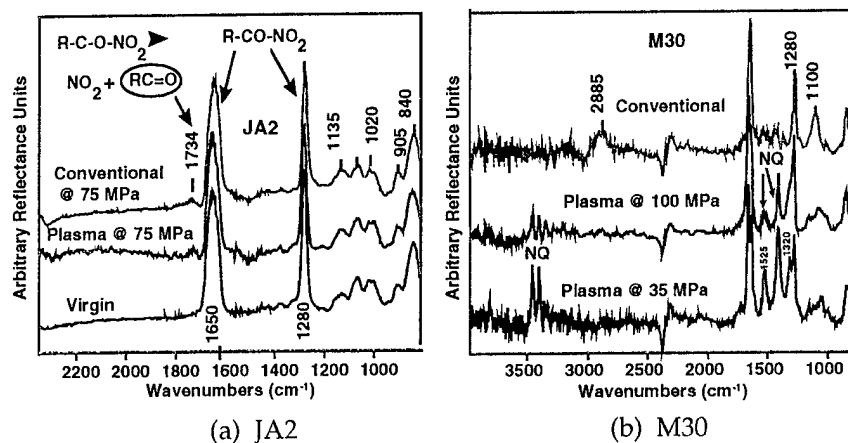 Arbitrary Reflectance Units
R-C-O-NO2
NO2 + RC=O
R-CO-NO2
JA2
1734
1135
1020
905
840
Conventional
@ 75 MPa
Plasma @ 75 MPa
Virgin
1650
1280
2200 2000 1800 1600 1400 1200 1000
Wavenumbers (cm-1)
(a) JA2
Arbitrary Reflectance Units
M30
1280
1100
2885
Conventional
NQ
Plasma @ 100 MPa
NQ
1525
1320
Plasma @ 35 MPa
3500 3000 2500 2000 1500 1000
Wavenumbers (cm-1)
(b) M30